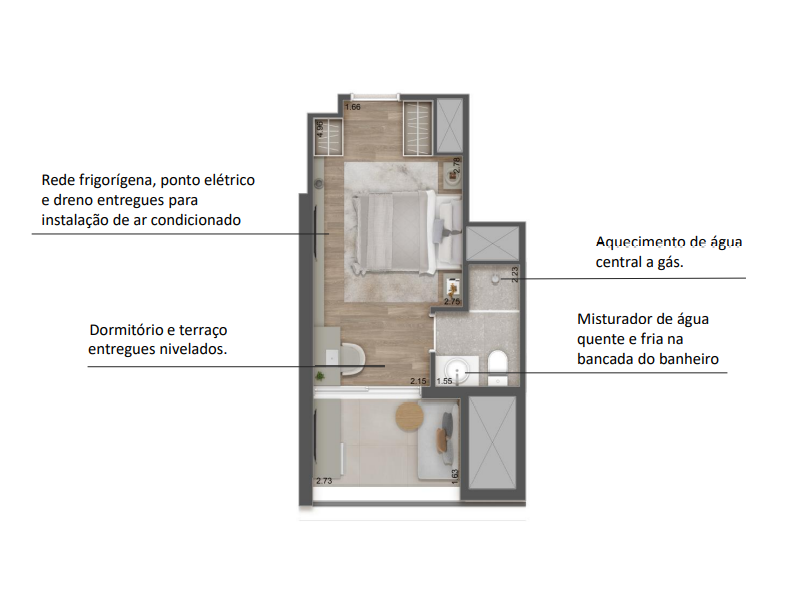 1.66
4.96
2.78
Rede frigorígena, ponto elétrico
e dreno entregues para
instalação de ar condicionado
Aquecimento de água
central a gás.
2.23
2.75
Misturador de água
quente e fria na
bancada do banheiro
Dormitório e terraço
entregues nivelados.
2.15
1.55
2.73
1.63